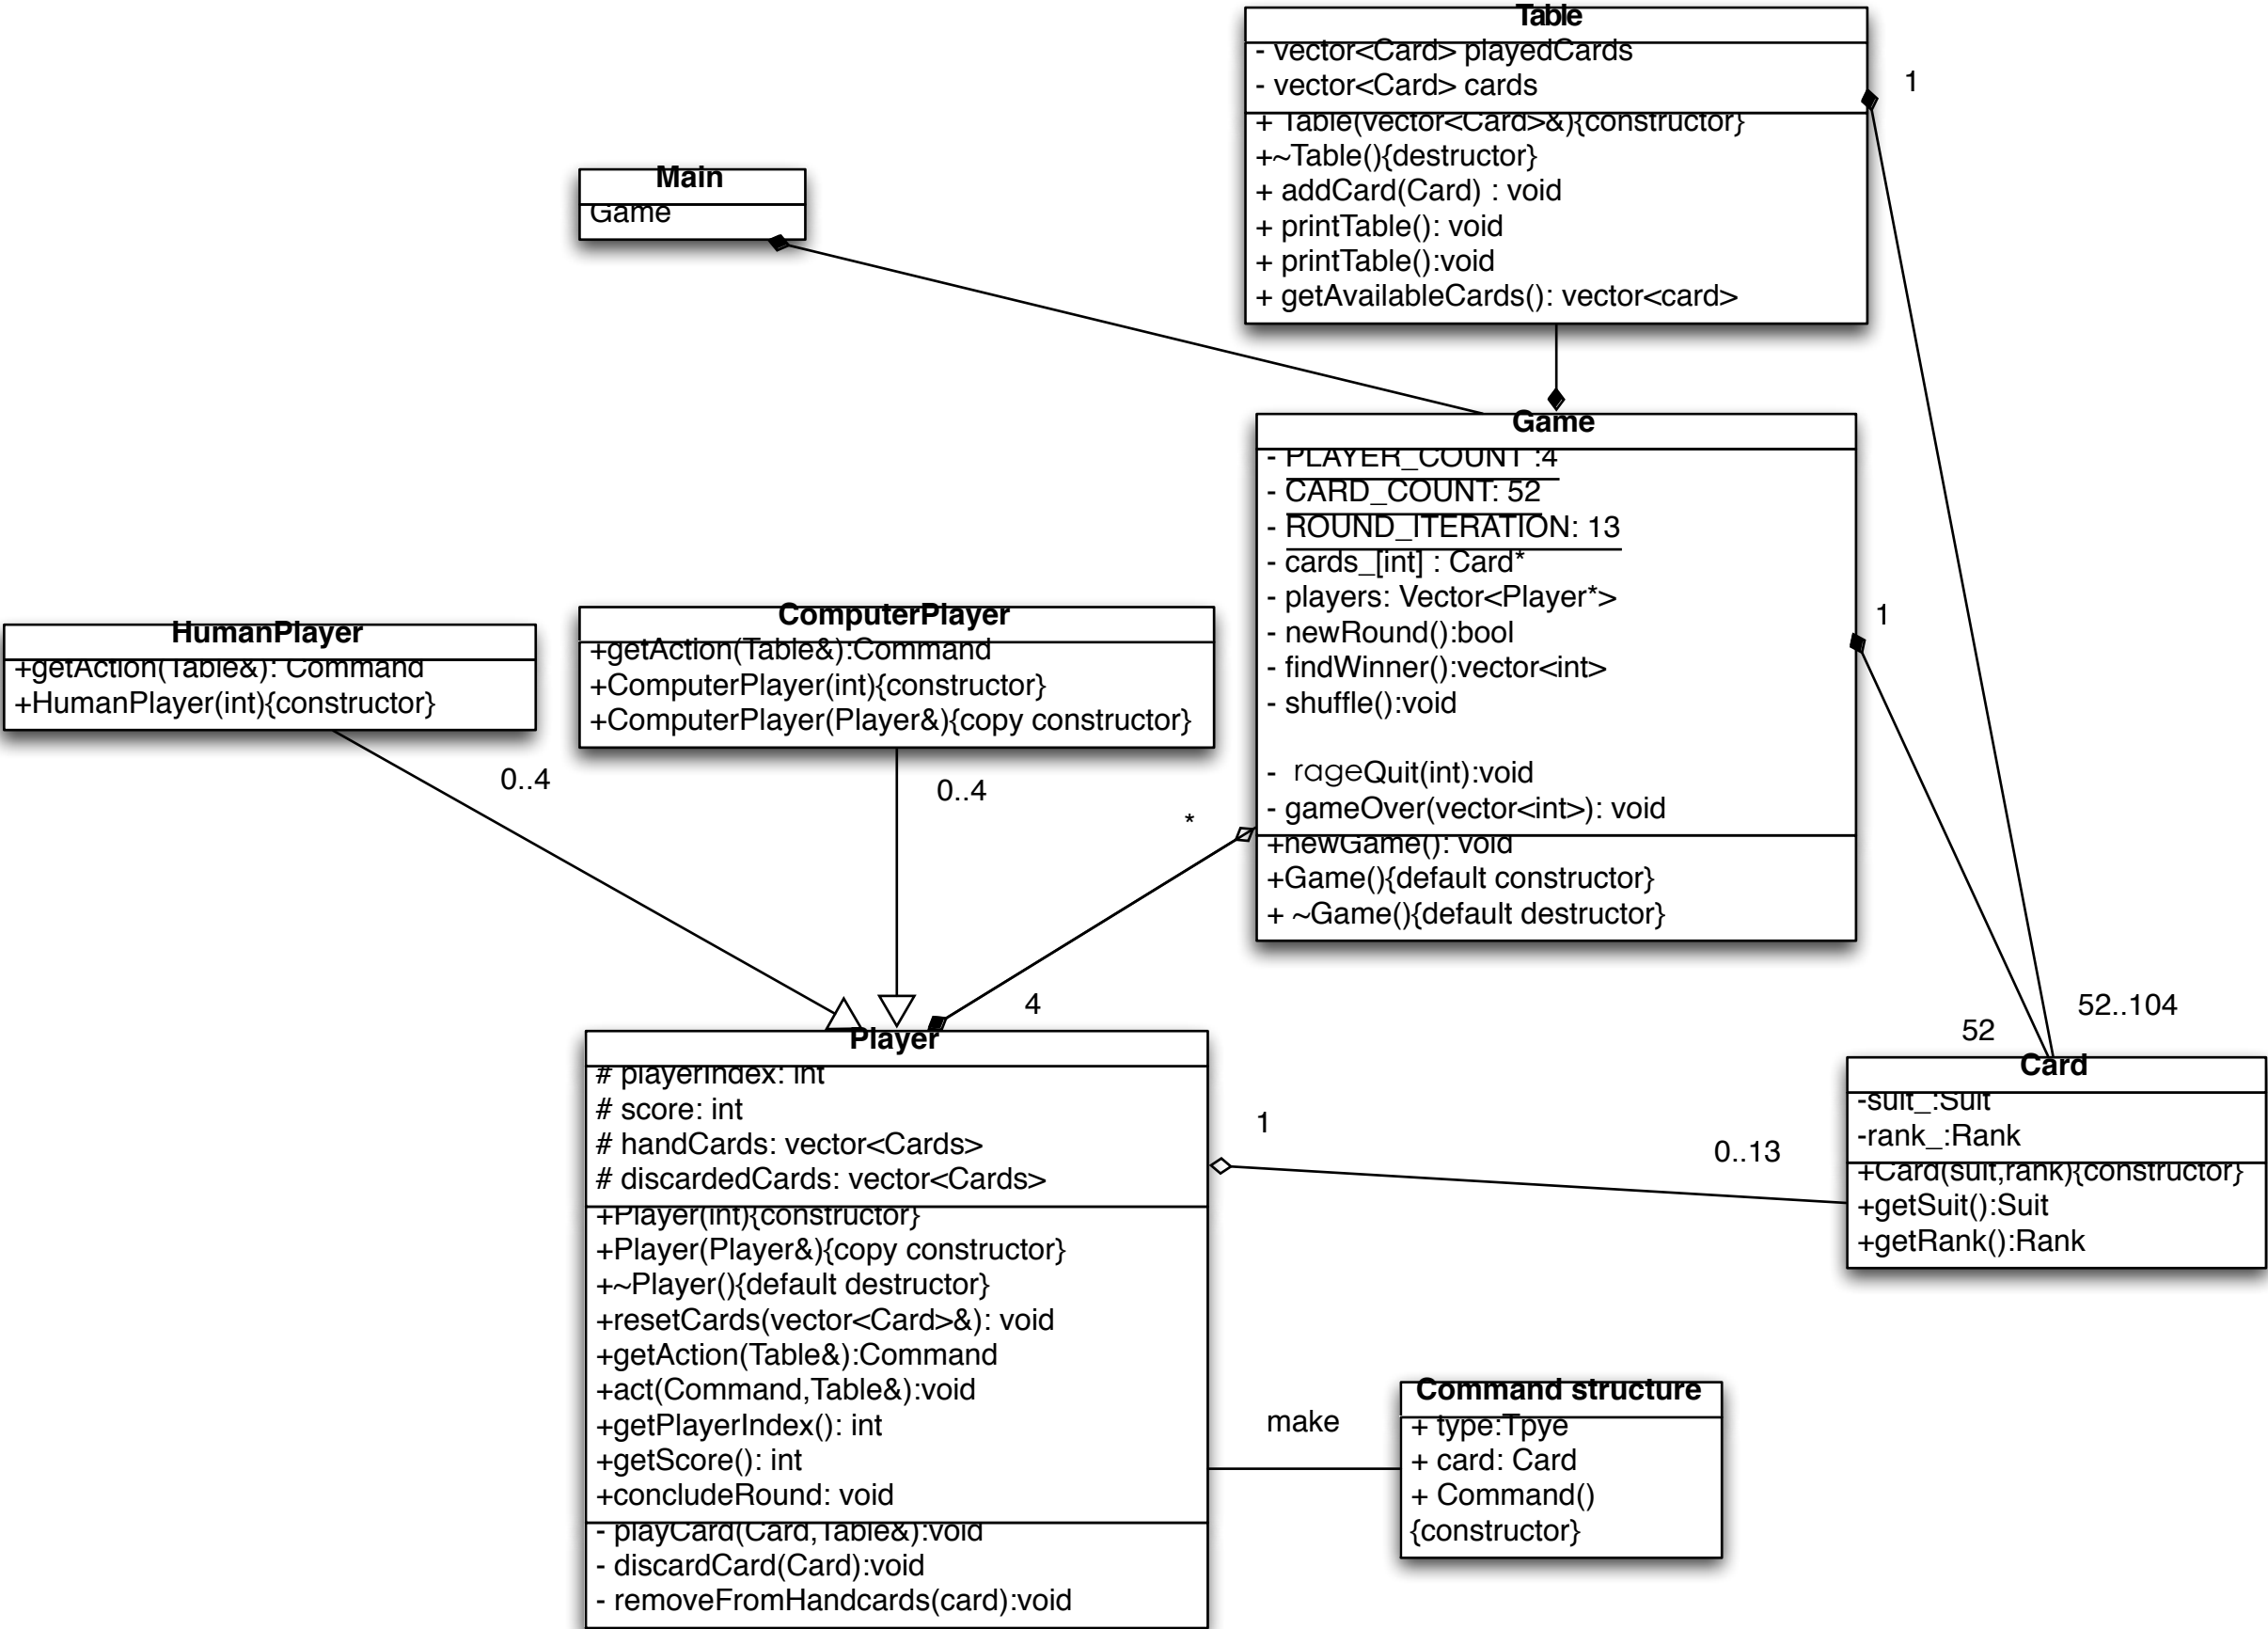 Table
- vector<Card> playedCards
- vector<Card> cards
+ Table(vector<Card>&){constructor}
+~Table(){destructor}
+ addCard(Card) : void
+ printTable(): void
+ printTable():void
+ getAvailableCards(): vector<card>
1
Main
Game
Game
- PLAYER_COUNT :4
- CARD_COUNT: 52
- ROUND_ITERATION: 13
- cards_[int] : Card*
- players: Vector<Player*>
- newRound():bool
- findWinner():vector<int>
- shuffle():void
- rageQuit(int):void
- gameOver(vector<int>): void
+newGame(): void
+Game(){default constructor}
+ ~Game(){default destructor}
1
HumanPlayer
+getAction(Table&): Command
+HumanPlayer(int){constructor}
0..4
ComputerPlayer
+getAction(Table&):Command
+ComputerPlayer(int){constructor}
+ComputerPlayer(Player&){copy constructor}
0..4
*
4
52
52..104
Player
# playerIndex: int
# score: int
# handCards: vector<Cards>
# discardedCards: vector<Cards>
+Player(int){constructor}
+Player(Player&){copy constructor}
+~Player(){default destructor}
+resetCards(vector<Card>&): void
+getAction(Table&):Command
+act(Command,Table&):void
+getPlayerIndex(): int
+getScore(): int
+concludeRound: void
- playCard(Card,Table&):void
- discardCard(Card):void
- removeFromHandcards(card):void
1
0..13
Card
-suit_:Suit
-rank_:Rank
+Card(suit,rank){constructor}
+getSuit():Suit
+getRank():Rank
make
Command structure
+ type:Tpye
+ card: Card
+ Command()
{constructor}